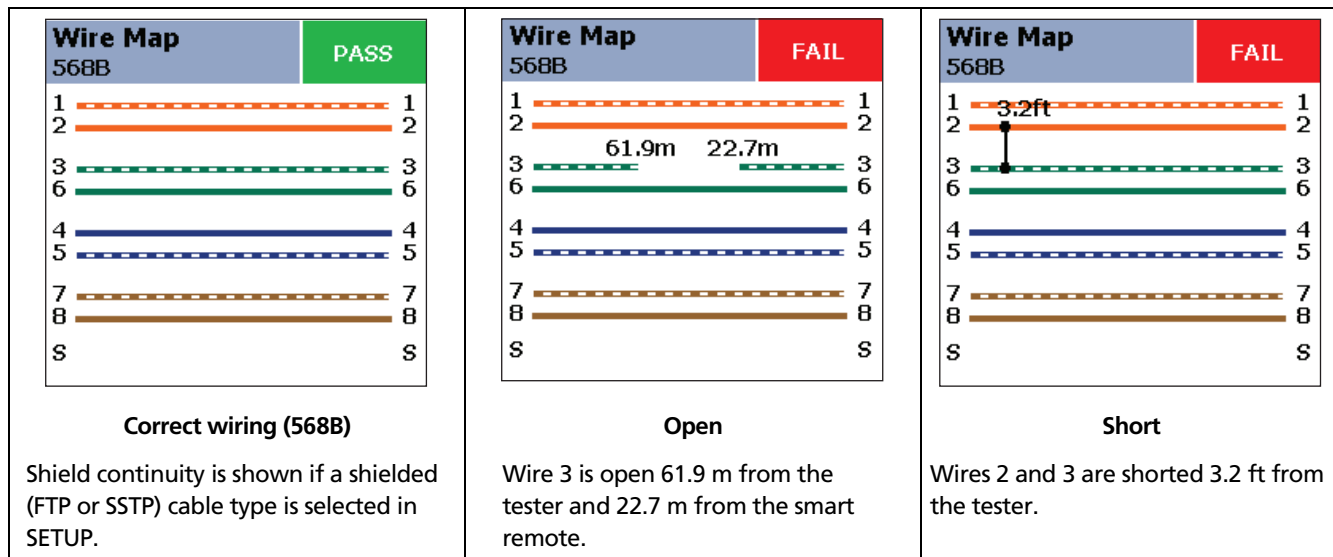 Wire Map
568B
PASS
1 1
2 2
3 3
6 6
4 4
5 5
7 7
8 8
S S
Correct wiring (568B)
Shield continuity is shown if a shielded
(FTP or SSTP) cable type is selected in
SETUP.
Wire Map
568B
FAIL
1 1
2 2
61.9m 22.7m
3 3
6 6
4 4
5 5
7 7
8 8
S S
Open
Wire 3 is open 61.9 m from the
tester and 22.7 m from the smart
remote.
Wire Map
568B
FAIL
1 1
3.2ft
2 2
3 3
6 6
4 4
5 5
7 7
8 8
S S
Short
Wires 2 and 3 are shorted 3.2 ft from
the tester.